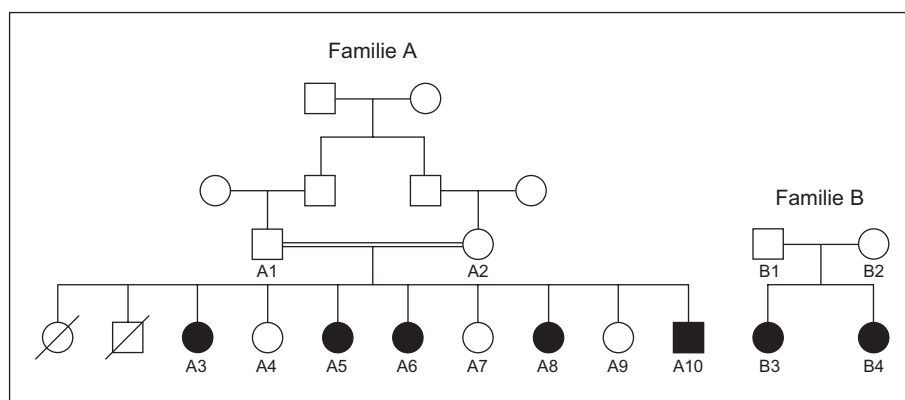 Familie A
Familie B
A1
A2
B1
B2
A3
A4
A5
A6
A7
A8
A9
A10
B3
B4